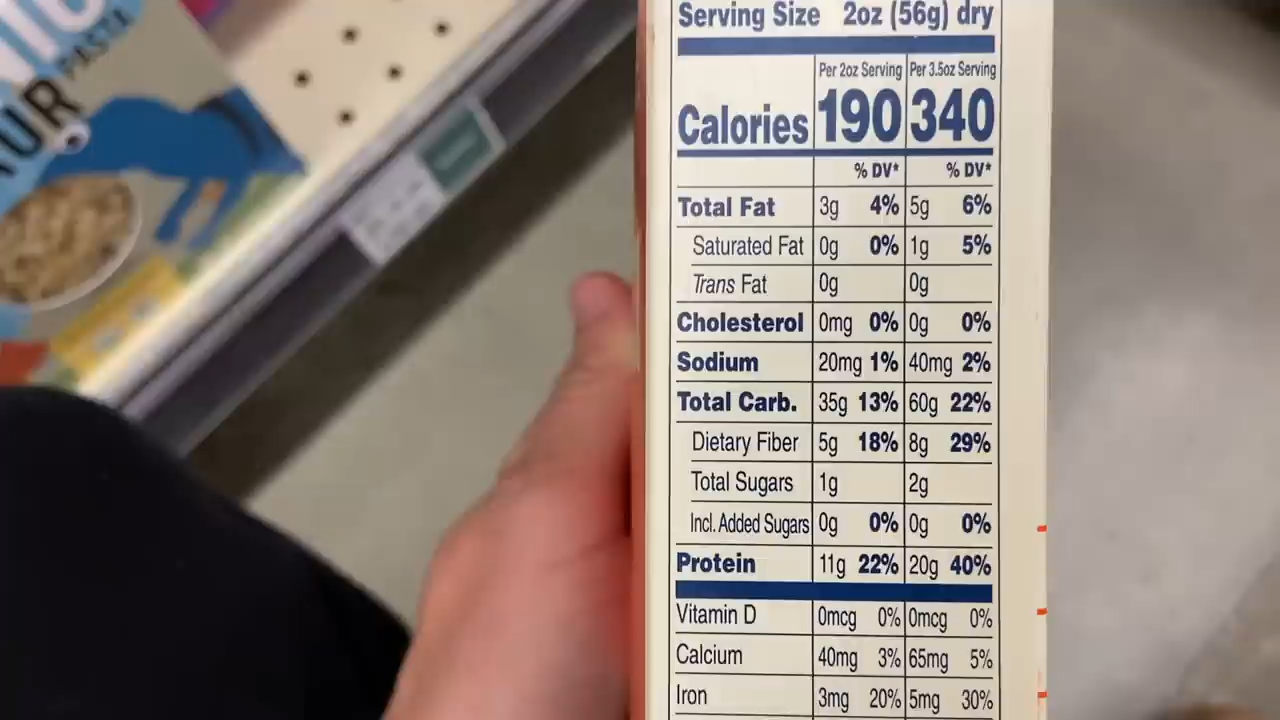 PASTA
Serving Size 2oz (56g) dry
Per 2oz Serving Per 3.5oz Serving
Calories 190 340
% DV* % DV*
Total Fat 3g 4% 5g 6%
Saturated Fat 0g 0% 1g 5%
Trans Fat 0g 0g
Cholesterol 0mg 0% 0g 0%
Sodium 20mg 1% 40mg 2%
Total Carb. 35g 13% 60g 22%
Dietary Fiber 5g 18% 8g 29%
Total Sugars 1g 2g
Incl. Added Sugars 0g 0% 0g 0%
Protein 11g 22% 20g 40%
Vitamin D 0mcg 0% 0mcg 0%
Calcium 40mg 3% 65mg 5%
Iron 3mg 20% 5mg 30%